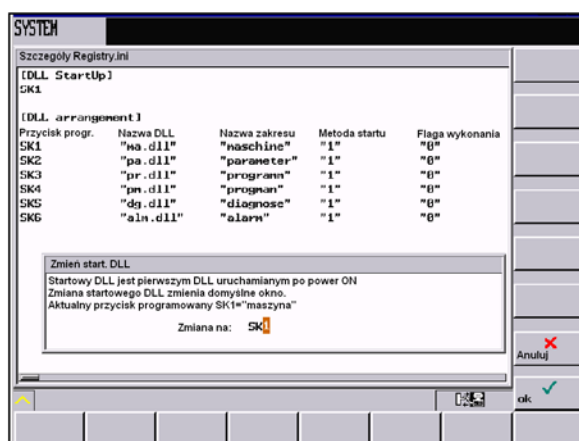 SYSTEM
Szczegóły Registry.ini
[DLL StartUp]
SK1
[DLL arrangement]
Przycisk progr. Nazwa DLL Nazwa zakresu Metoda startu Flaga wykonania
SK1 "ma.dll" "maschine" "1" "0"
SK2 "pa.dll" "parameter" "1" "0"
SK3 "pr.dll" "programm" "1" "0"
SK4 "pm.dll" "progman" "1" "0"
SK5 "dg.dll" "diagnose" "1" "0"
SK6 "alm.dll" "alarm" "1" "0"
Zmień start. DLL
Startowy DLL jest pierwszym DLL uruchamianym po power ON
Zmiana startowego DLL zmienia domyślne okno.
Aktualny przycisk programowany SK1="maszyna"
Zmiana na: SK1
Anuluj
ok